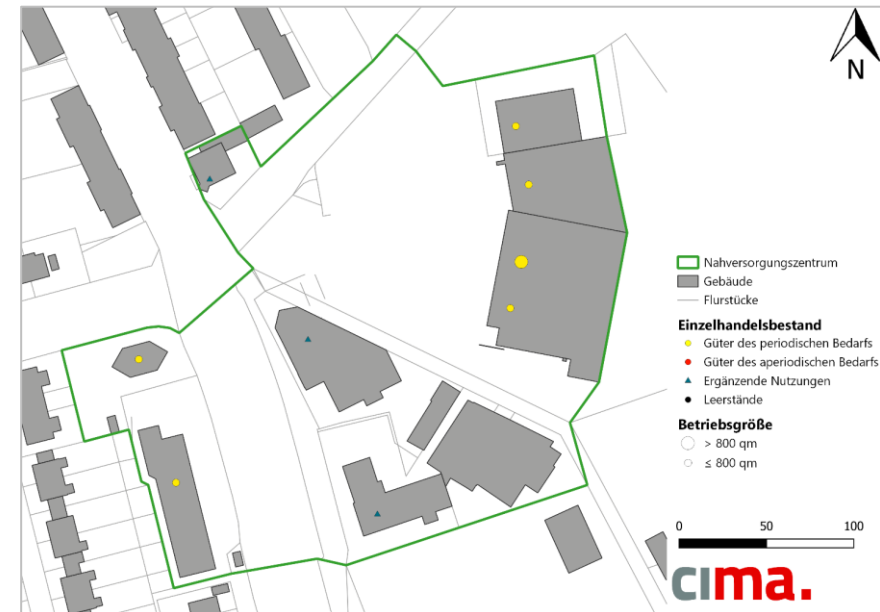 N
Nahversorgungszentrum
Gebäude
Flurstücke
Einzelhandelsbestand
Güter des periodischen Bedarfs
Güter des aperiodischen Bedarfs
Ergänzende Nutzungen
Leerstände
Betriebsgröße
> 800 qm
≤ 800 qm
0 50 100
cima.